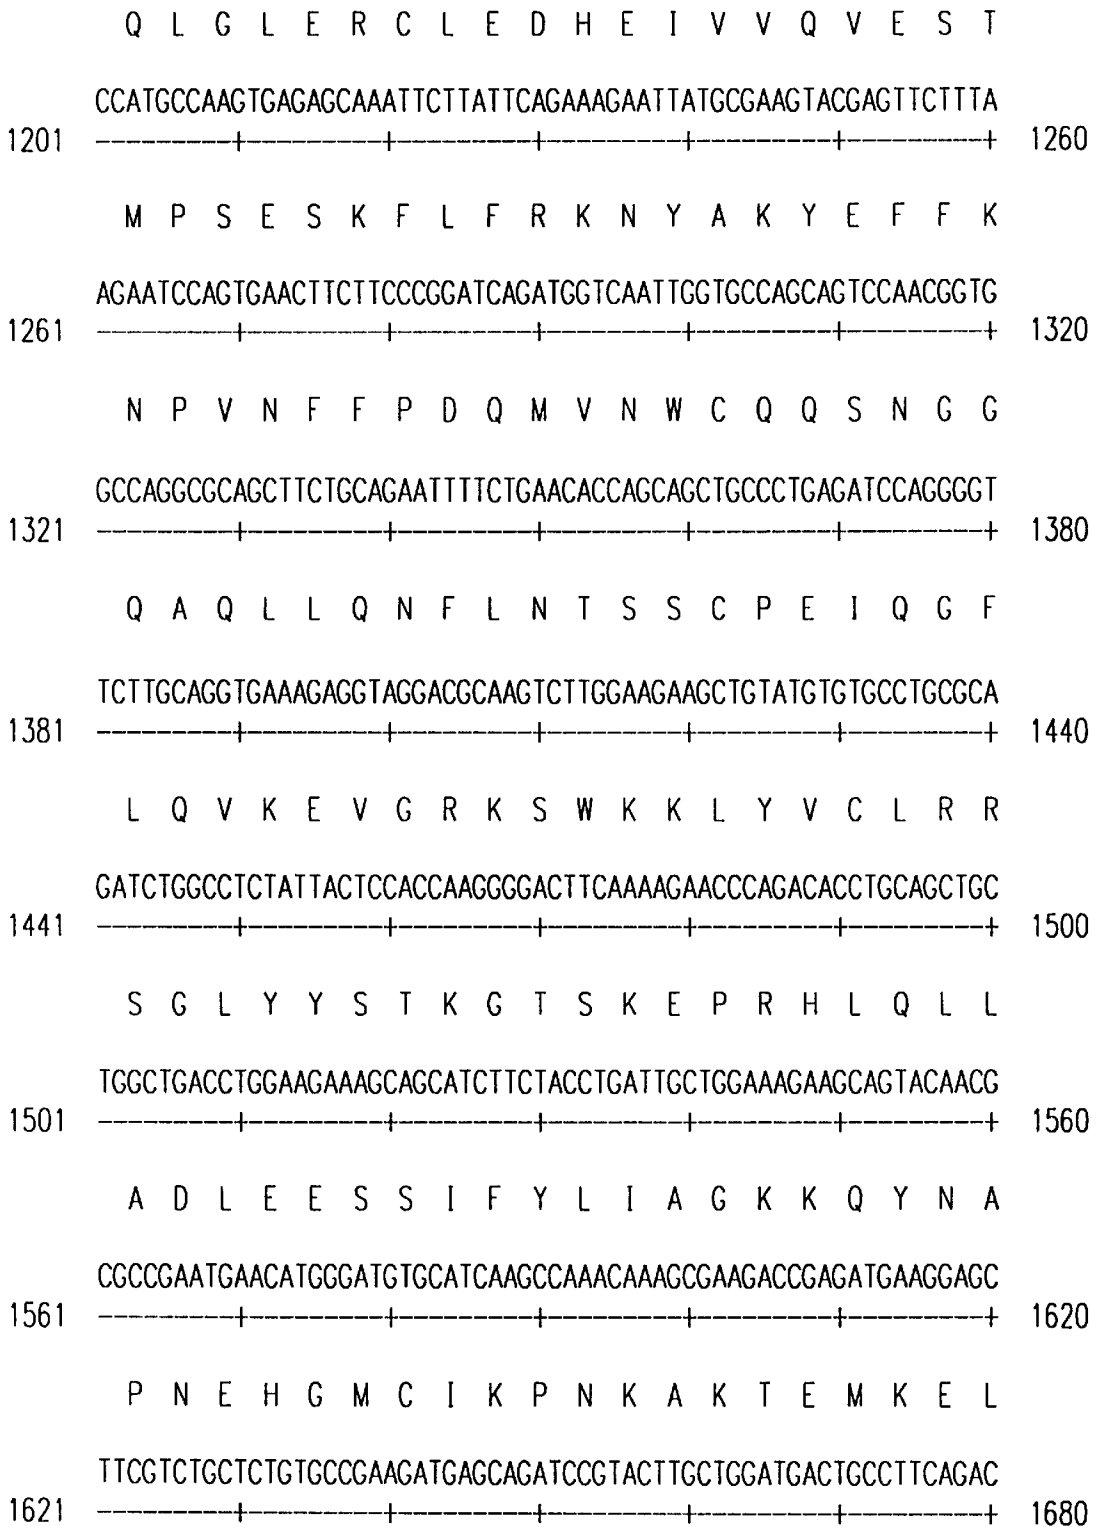 Q L G L E R C L E D H E I V V Q V E S T
CCATGCCAAGTGAGAGCAAATTCTTATTCAGAAAGAATTATGCGAAGTACGAGTTCTTTA
1201 ---------+---------+---------+---------+---------+---------+ 1260
M P S E S K F L F R K N Y A K Y E F F K
AGAATCCAGTGAACTTCTTCCCGGATCAGATGGTCAATTGGTGCCAGCAGTCCAACGGTG
1261 ---------+---------+---------+---------+---------+---------+ 1320
N P V N F F P D Q M V N W C Q Q S N G G
GCCAGGCGCAGCTTCTGCAGAATTTTCTGAACACCAGCAGCTGCCCTGAGATCCAGGGGT
1321 ---------+---------+---------+---------+---------+---------+ 1380
Q A Q L L Q N F L N T S S C P E I Q G F
TCTTGCAGGTGAAAGAGGTAGGACGCAAGTCTTGGAAGAAGCTGTATGTGTGCCTGCGCA
1381 ---------+---------+---------+---------+---------+---------+ 1440
L Q V K E V G R K S W K K L Y V C L R R
GATCTGGCCTCTATTACTCCACCAAGGGGACTTCAAAAGAACCCAGACACCTGCAGCTGC
1441 ---------+---------+---------+---------+---------+---------+ 1500
S G L Y Y S T K G T S K E P R H L Q L L
TGGCTGACCTGGAAGAAAGCAGCATCTTCTACCTGATTGCTGGAAAGAAGCAGTACAACG
1501 ---------+---------+---------+---------+---------+---------+ 1560
A D L E E S S I F Y L I A G K K Q Y N A
CGCCGAATGAACATGGGATGTGCATCAAGCCAAACAAAGCGAAGACCGAGATGAAGGAGC
1561 ---------+---------+---------+---------+---------+---------+ 1620
P N E H G M C I K P N K A K T E M K E L
TTCGTCTGCTCTGTGCCGAAGATGAGCAGATCCGTACTTGCTGGATGACTGCCTTCAGAC
1621 ---------+---------+---------+---------+---------+---------+ 1680